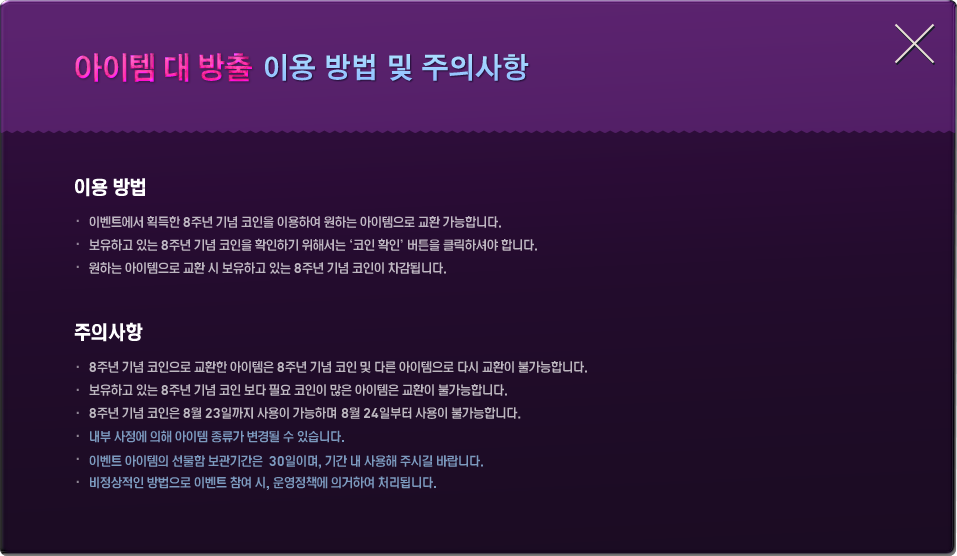 아이템 대 방출 이용 방법 및 주의사항
이용 방법
· 이벤트에서 획득한 8주년 기념 코인을 이용하여 원하는 아이템으로 교환 가능합니다.
· 보유하고 있는 8주년 기념 코인을 확인하기 위해서는 '코인 확인' 버튼을 클릭하셔야 합니다.
· 원하는 아이템으로 교환 시 보유하고 있는 8주년 기념 코인이 차감됩니다.
주의사항
· 8주년 기념 코인으로 교환한 아이템은 8주년 기념 코인 및 다른 아이템으로 다시 교환이 불가능합니다.
· 보유하고 있는 8주년 기념 코인 보다 필요 코인이 많은 아이템은 교환이 불가능합니다.
· 8주년 기념 코인은 8월 23일까지 사용이 가능하며 8월 24일부터 사용이 불가능합니다.
· 내부 사정에 의해 아이템 종류가 변경될 수 있습니다.
· 이벤트 아이템의 선물함 보관기간은 30일이며, 기간 내 사용해 주시길 바랍니다.
· 비정상적인 방법으로 이벤트 참여 시, 운영정책에 의거하여 처리됩니다.